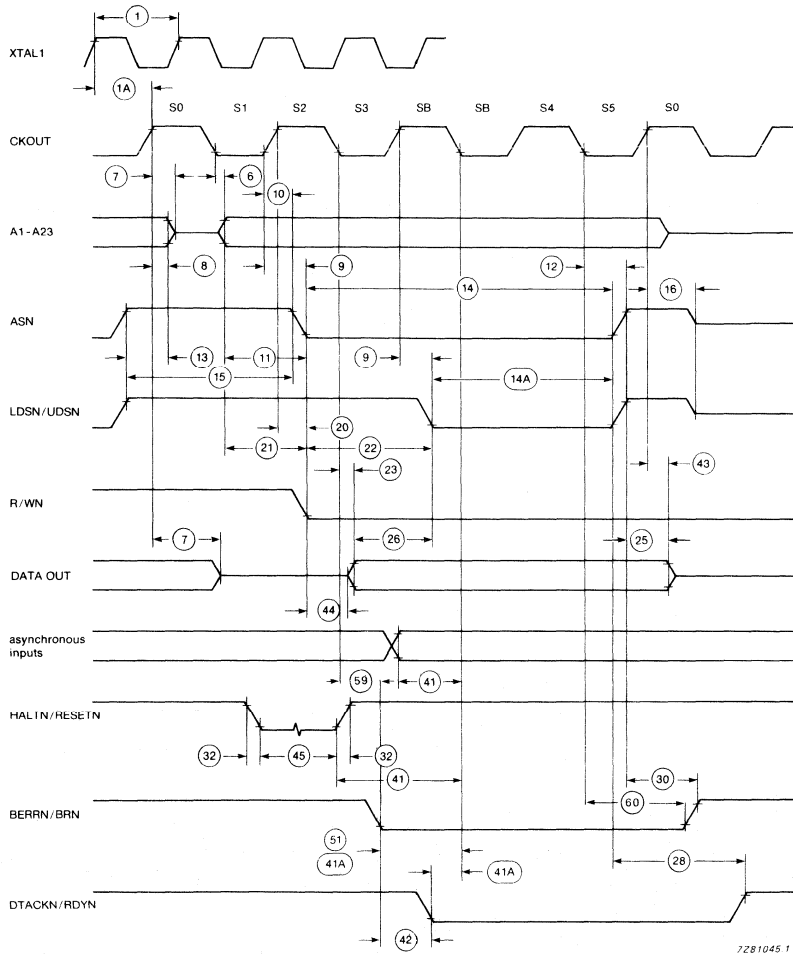 1
XTAL1
1A
S0 S1 S2 S3 SB SB S4 S5 S0
CKOUT
7 6
10
A1-A23
8 9 12
14 16
ASN
13 11 9
15 14A
LDSN/UDSN
20
21 22
23 43
R/WN
7 26 25
DATA OUT
44
asynchronous
inputs
59 41
HALTN/RESETN
32 45 32
41 30
60
BERRN/BRN
51
41A 41A 28
DTACKN/RDYN
42
7Z81045.1